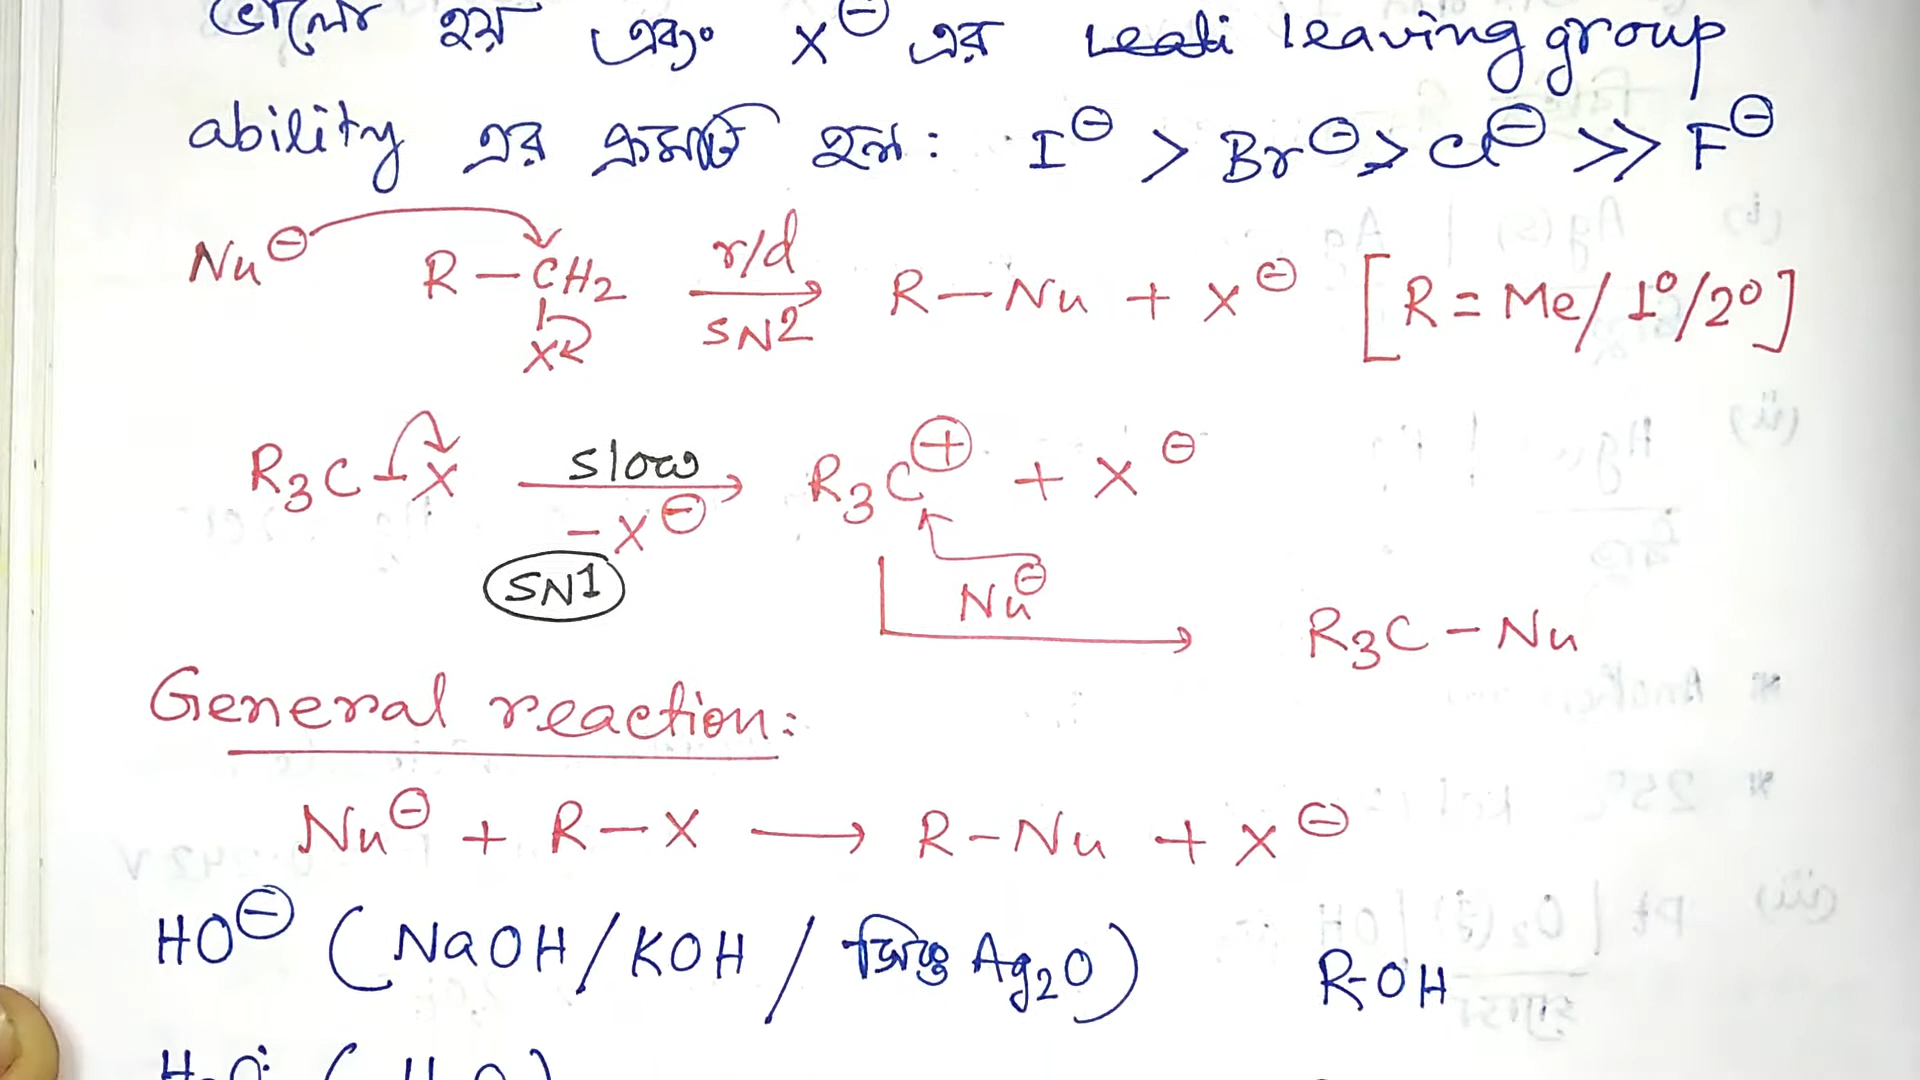 ভালো হয় এবং X⊖ এর leaving group
ability এর ক্রমটি হল: I⊖ > Br⊖ > Cl⊖ >> F⊖
Nu⊖ R—CH2 r/d R—Nu + X⊖ [R = Me/1°/2°]
X SN2
R3C—X slow R3C⊕ + X⊖
-X⊖
SN1 Nu⊖
R3C—Nu
General reaction:
Nu⊖ + R—X → R—Nu + X⊖
HO⊖ (NaOH/KOH/সিক্ত Ag2O) R-OH